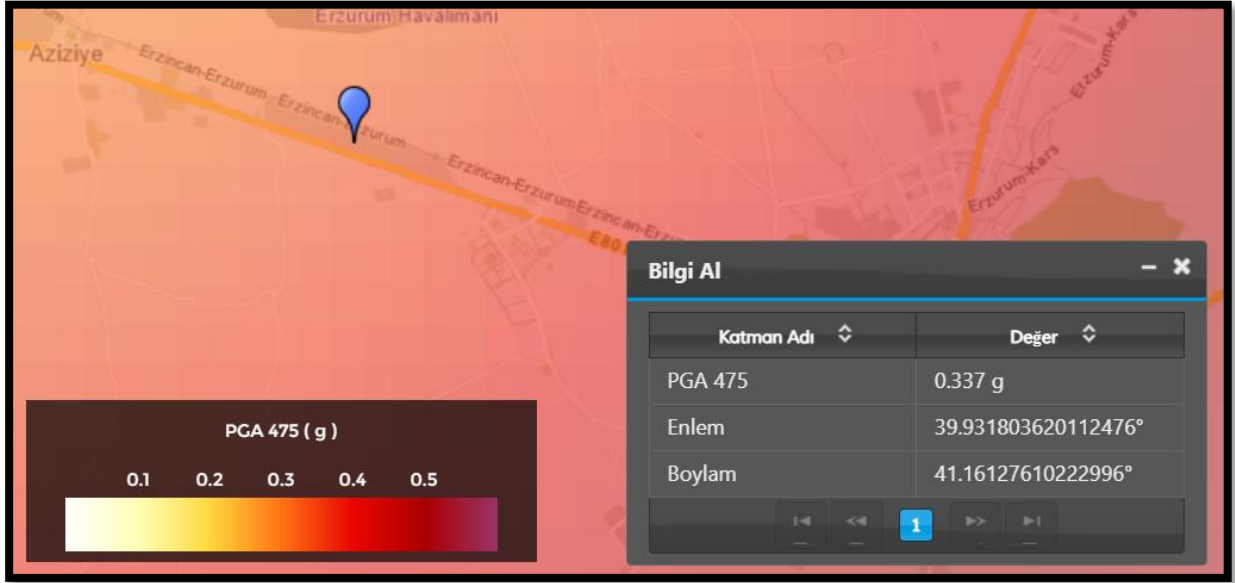 Erzurum Havalimanı
Aziziye
Erzincan-Erzurum
Erzincan-Erzurum
Erzincan-Erzurum
Erzincan-Erzurum
Erzurum-Kars
Erzurum-Kars
E80
Bilgi Al
Katman Adı Değer
PGA 475 0.337 g
Enlem 39.931803620112476°
Boylam 41.16127610222996°
1
PGA 475 ( g )
0.1 0.2 0.3 0.4 0.5